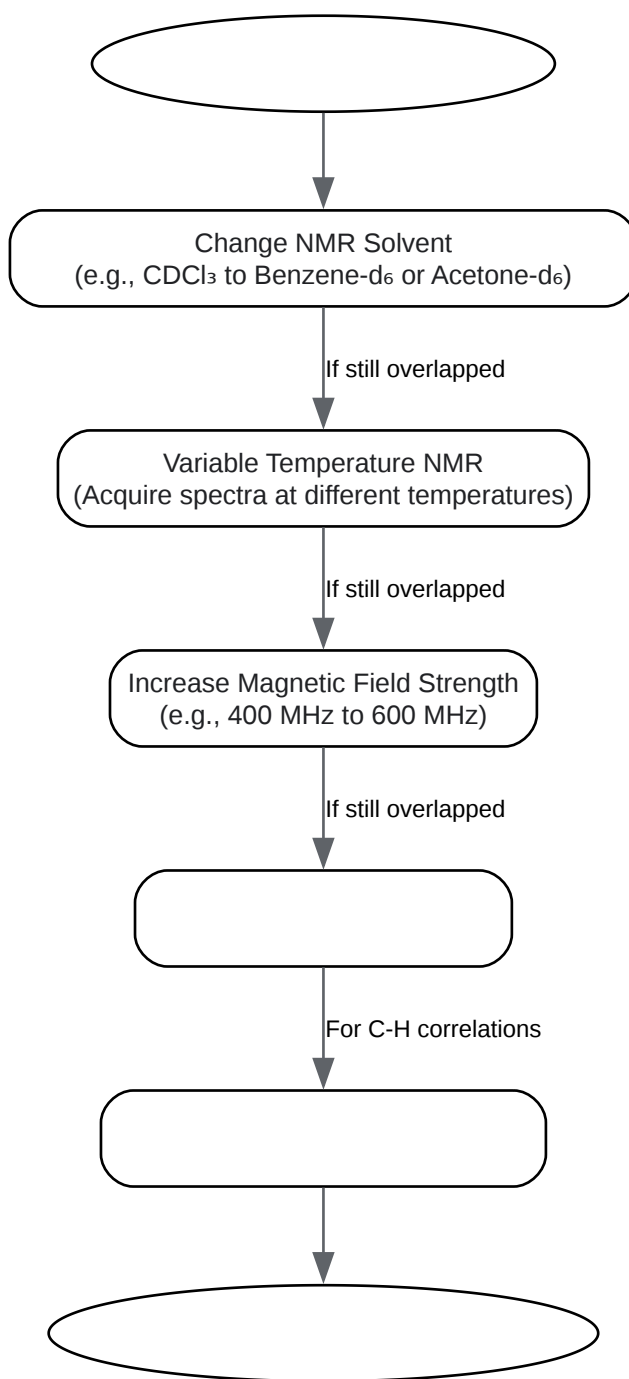 Change NMR Solvent
(e.g., CDCl₃ to Benzene-d₆ or Acetone-d₆)
If still overlapped
Variable Temperature NMR
(Acquire spectra at different temperatures)
If still overlapped
Increase Magnetic Field Strength
(e.g., 400 MHz to 600 MHz)
If still overlapped
For C-H correlations